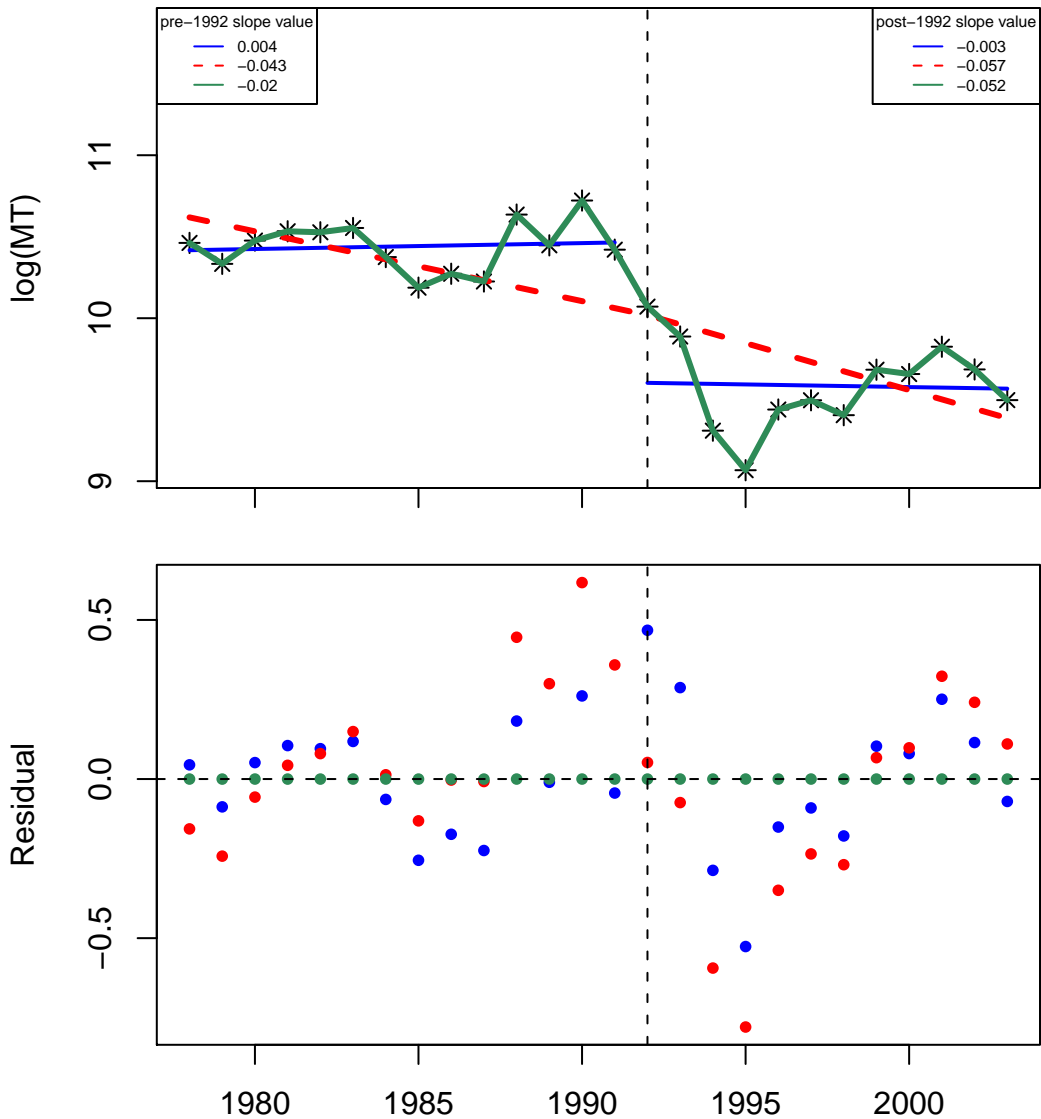 pre−1992 slope value
0.004
−0.043
−0.02
post−1992 slope value
−0.003
−0.057
−0.052
log(MT)
11
10
9
Residual
0.5
0.0
−0.5
1980 1985 1990 1995 2000